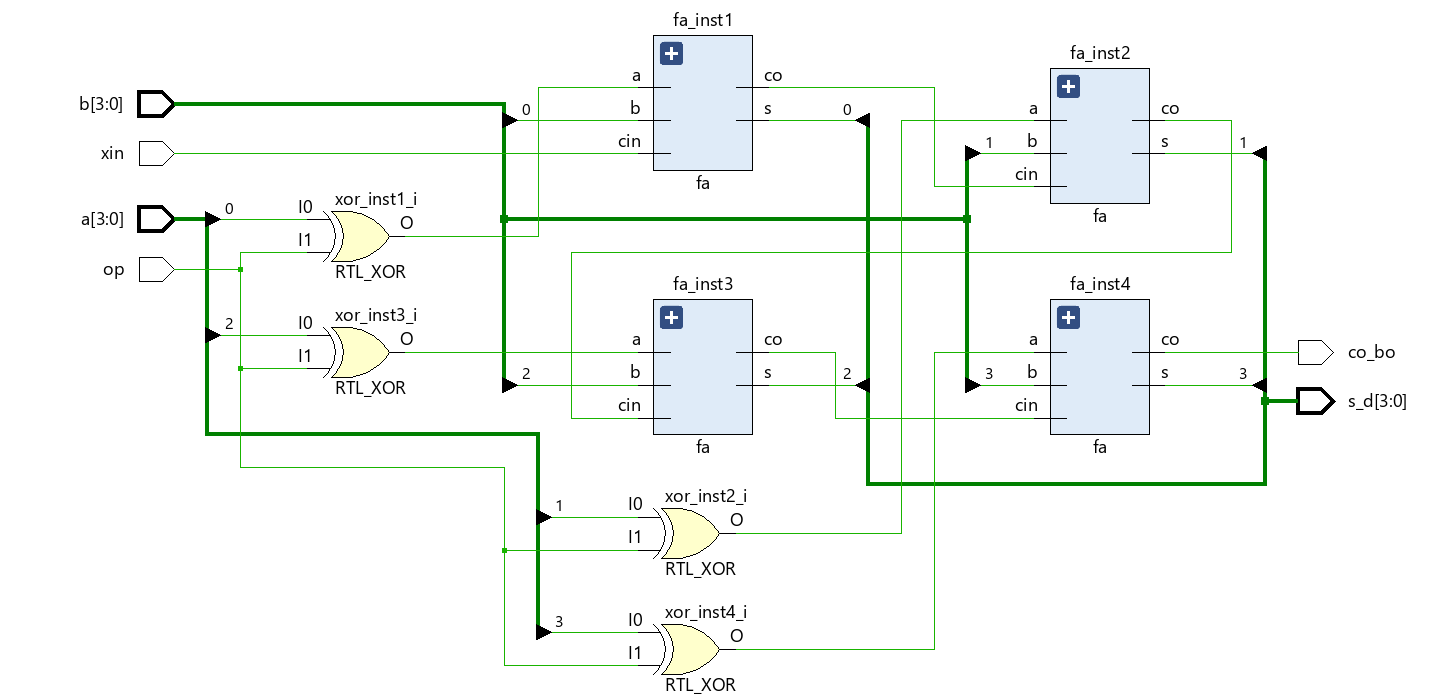 fa_inst1
a
b
cin
co
s
fa
fa_inst2
a
b
cin
co
s
fa
b[3:0]
xin
a[3:0]
op
0
0
1
1
0
I0
I1
xor_inst1_i
O
RTL_XOR
2
I0
I1
xor_inst3_i
O
RTL_XOR
fa_inst3
2
a
b
cin
co
s
2
fa
fa_inst4
3
a
b
cin
co
s
3
fa
co_bo
s_d[3:0]
1
I0
I1
xor_inst2_i
O
RTL_XOR
3
I0
I1
xor_inst4_i
O
RTL_XOR